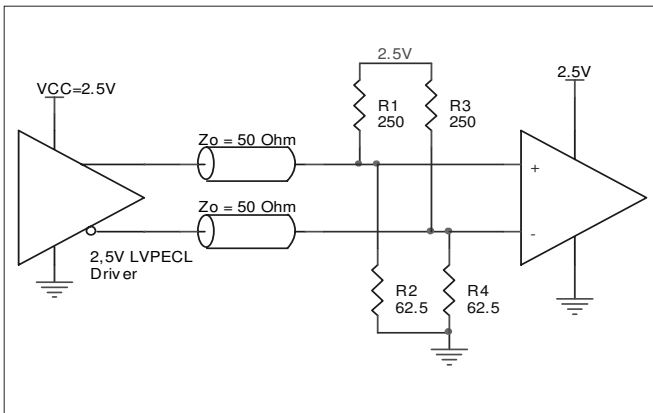 2.5V
VCC=2.5V
2.5V
R1
250
R3
250
Zo = 50 Ohm
+
Zo = 50 Ohm
-
2,5V LVPECL
Driver
R2
62.5
R4
62.5